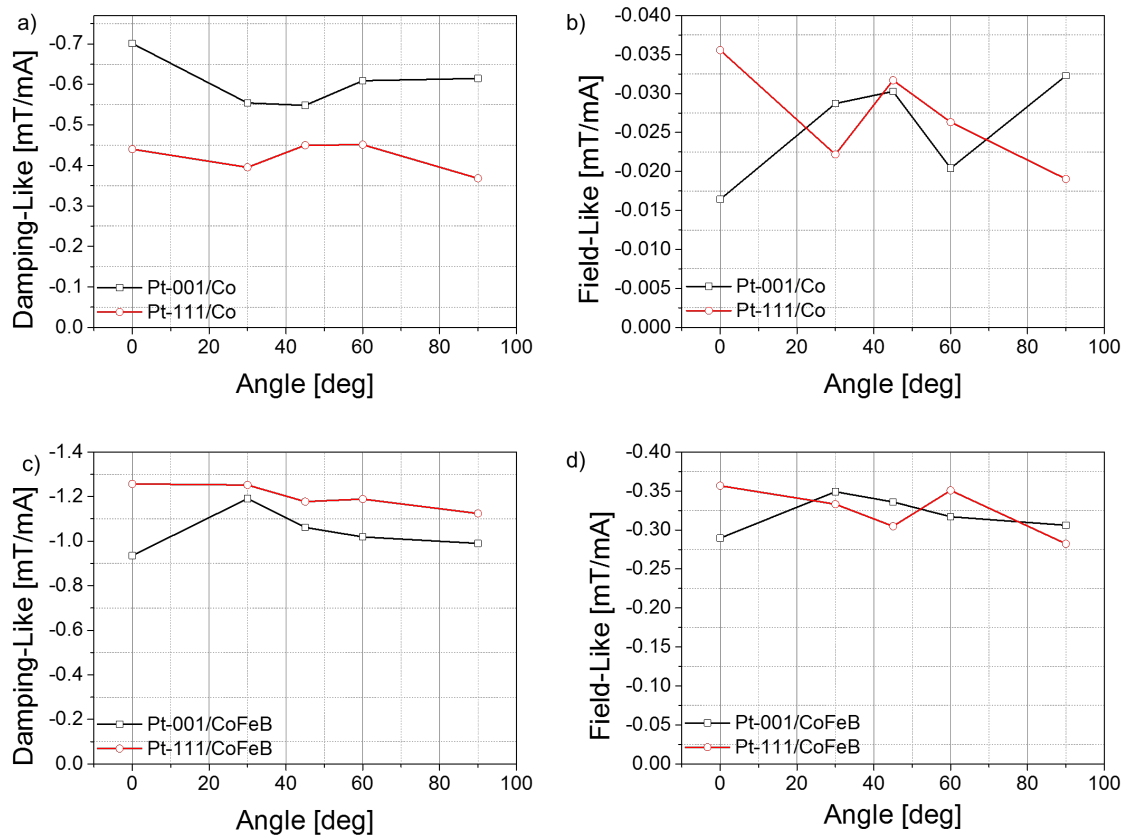 a)
Damping-Like [mT/mA]
-0.7
-0.6
-0.5
-0.4
-0.3
-0.2
-0.1
0.0
Pt-001/Co
Pt-111/Co
0 20 40 60 80 100
Angle [deg]
b)
Field-Like [mT/mA]
-0.040
-0.035
-0.030
-0.025
-0.020
-0.015
-0.010
-0.005
0.000
Pt-001/Co
Pt-111/Co
0 20 40 60 80 100
Angle [deg]
c)
Damping-Like [mT/mA]
-1.4
-1.2
-1.0
-0.8
-0.6
-0.4
-0.2
0.0
Pt-001/CoFeB
Pt-111/CoFeB
0 20 40 60 80 100
Angle [deg]
d)
Field-Like [mT/mA]
-0.40
-0.35
-0.30
-0.25
-0.20
-0.15
-0.10
-0.05
0.00
Pt-001/CoFeB
Pt-111/CoFeB
0 20 40 60 80 100
Angle [deg]